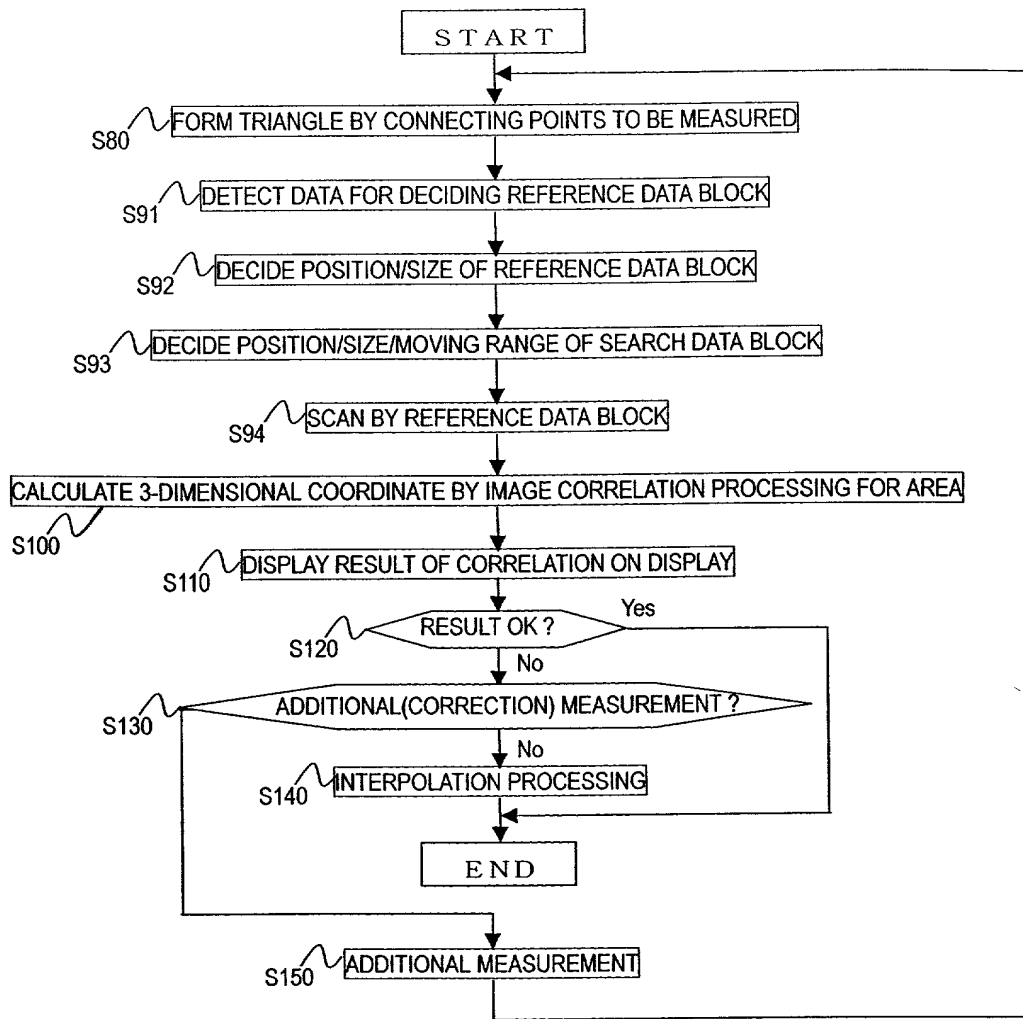 START
S80 FORM TRIANGLE BY CONNECTING POINTS TO BE MEASURED
S91 DETECT DATA FOR DECIDING REFERENCE DATA BLOCK
S92 DECIDE POSITION/SIZE OF REFERENCE DATA BLOCK
S93 DECIDE POSITION/SIZE/MOVING RANGE OF SEARCH DATA BLOCK
S94 SCAN BY REFERENCE DATA BLOCK
CALCULATE 3-DIMENSIONAL COORDINATE BY IMAGE CORRELATION PROCESSING FOR AREA
S100
S110 DISPLAY RESULT OF CORRELATION ON DISPLAY
Yes
S120 RESULT OK ?
No
S130 ADDITIONAL(CORRECTION) MEASUREMENT ?
No
S140 INTERPOLATION PROCESSING
END
S150 ADDITIONAL MEASUREMENT